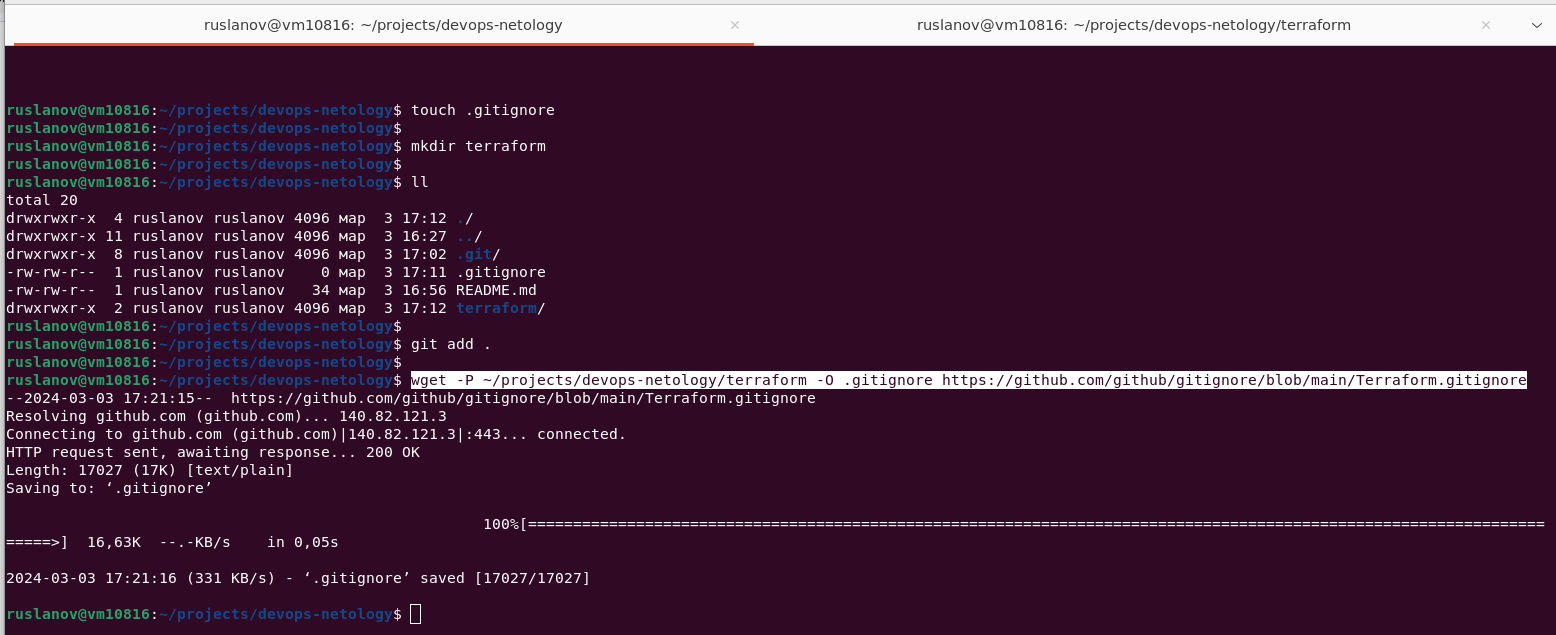 ruslanov@vm10816: ~/projects/devops-netology × ruslanov@vm10816: ~/projects/devops-netology/terraform ×
ruslanov@vm10816:~/projects/devops-netology$ touch .gitignore
ruslanov@vm10816:~/projects/devops-netology$
ruslanov@vm10816:~/projects/devops-netology$ mkdir terraform
ruslanov@vm10816:~/projects/devops-netology$
ruslanov@vm10816:~/projects/devops-netology$ ll
total 20
drwxrwxr-x  4 ruslanov ruslanov 4096 мар  3 17:12 ./
drwxrwxr-x 11 ruslanov ruslanov 4096 мар  3 16:27 ../
drwxrwxr-x  8 ruslanov ruslanov 4096 мар  3 17:02 .git/
-rw-rw-r--  1 ruslanov ruslanov    0 мар  3 17:11 .gitignore
-rw-rw-r--  1 ruslanov ruslanov   34 мар  3 16:56 README.md
drwxrwxr-x  2 ruslanov ruslanov 4096 мар  3 17:12 terraform/
ruslanov@vm10816:~/projects/devops-netology$
ruslanov@vm10816:~/projects/devops-netology$ git add .
ruslanov@vm10816:~/projects/devops-netology$
ruslanov@vm10816:~/projects/devops-netology$ wget -P ~/projects/devops-netology/terraform -O .gitignore https://github.com/github/gitignore/blob/main/Terraform.gitignore
--2024-03-03 17:21:15--  https://github.com/github/gitignore/blob/main/Terraform.gitignore
Resolving github.com (github.com)... 140.82.121.3
Connecting to github.com (github.com)|140.82.121.3|:443... connected.
HTTP request sent, awaiting response... 200 OK
Length: 17027 (17K) [text/plain]
Saving to: ‘.gitignore’
100%[=================================================================================================================
=====>]  16,63K  --.-KB/s    in 0,05s
2024-03-03 17:21:16 (331 KB/s) - ‘.gitignore’ saved [17027/17027]
ruslanov@vm10816:~/projects/devops-netology$